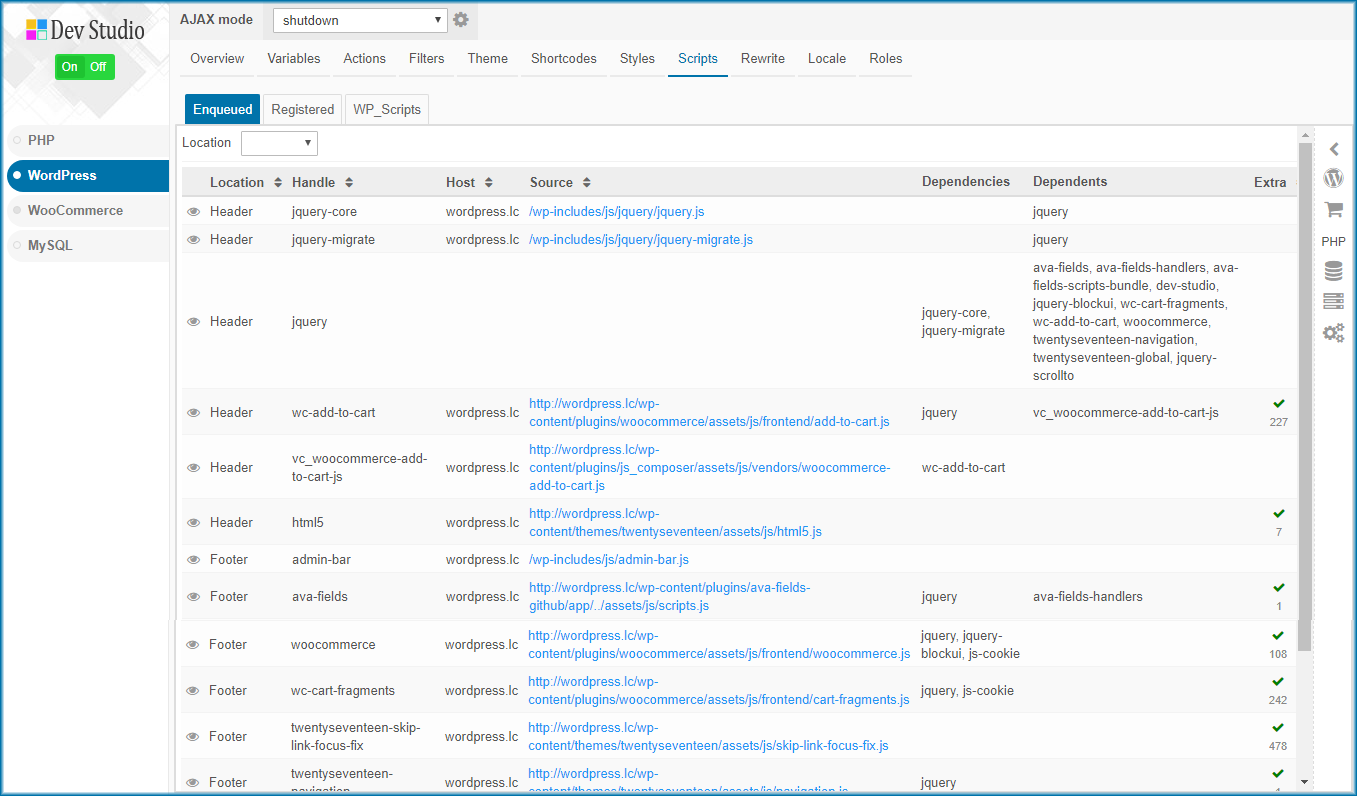 Dev Studio
On Off
AJAX mode shutdown
Overview Variables Actions Filters Theme Shortcodes Styles Scripts Rewrite Locale Roles
PHP
WordPress
WooCommerce
MySQL
Enqueued Registered WP_Scripts
Location
Location Handle Host Source Dependencies Dependents Extra
Header jquery-core wordpress.lc /wp-includes/js/jquery/jquery.js jquery
Header jquery-migrate wordpress.lc /wp-includes/js/jquery/jquery-migrate.js jquery
Header jquery
jquery-core,
jquery-migrate
ava-fields, ava-fields-handlers, ava-
fields-scripts-bundle, dev-studio,
jquery-blockui, wc-cart-fragments,
wc-add-to-cart, woocommerce,
twentyseventeen-navigation,
twentyseventeen-global, jquery-
scrollto
Header wc-add-to-cart wordpress.lc
http://wordpress.lc/wp-
content/plugins/woocommerce/assets/js/frontend/add-to-cart.js
jquery vc_woocommerce-add-to-cart-js
227
Header
vc_woocommerce-add-
to-cart-js
wordpress.lc
http://wordpress.lc/wp-
content/plugins/js_composer/assets/js/vendors/woocommerce-
add-to-cart.js
wc-add-to-cart
Header html5 wordpress.lc
http://wordpress.lc/wp-
content/themes/twentyseventeen/assets/js/html5.js
7
Footer admin-bar wordpress.lc /wp-includes/js/admin-bar.js
Footer ava-fields wordpress.lc
http://wordpress.lc/wp-content/plugins/ava-fields-
github/app/../assets/js/scripts.js
jquery ava-fields-handlers
1
Footer woocommerce wordpress.lc
http://wordpress.lc/wp-
content/plugins/woocommerce/assets/js/frontend/woocommerce.js
jquery, jquery-
blockui, js-cookie
108
Footer wc-cart-fragments wordpress.lc
http://wordpress.lc/wp-
content/plugins/woocommerce/assets/js/frontend/cart-fragments.js
jquery, js-cookie
242
Footer
twentyseventeen-skip-
link-focus-fix
wordpress.lc
http://wordpress.lc/wp-
content/themes/twentyseventeen/assets/js/skip-link-focus-fix.js
478
Footer
twentyseventeen-
navigation
wordpress.lc
http://wordpress.lc/wp-
content/themes/twentyseventeen/assets/js/navigation.js
jquery
PHP